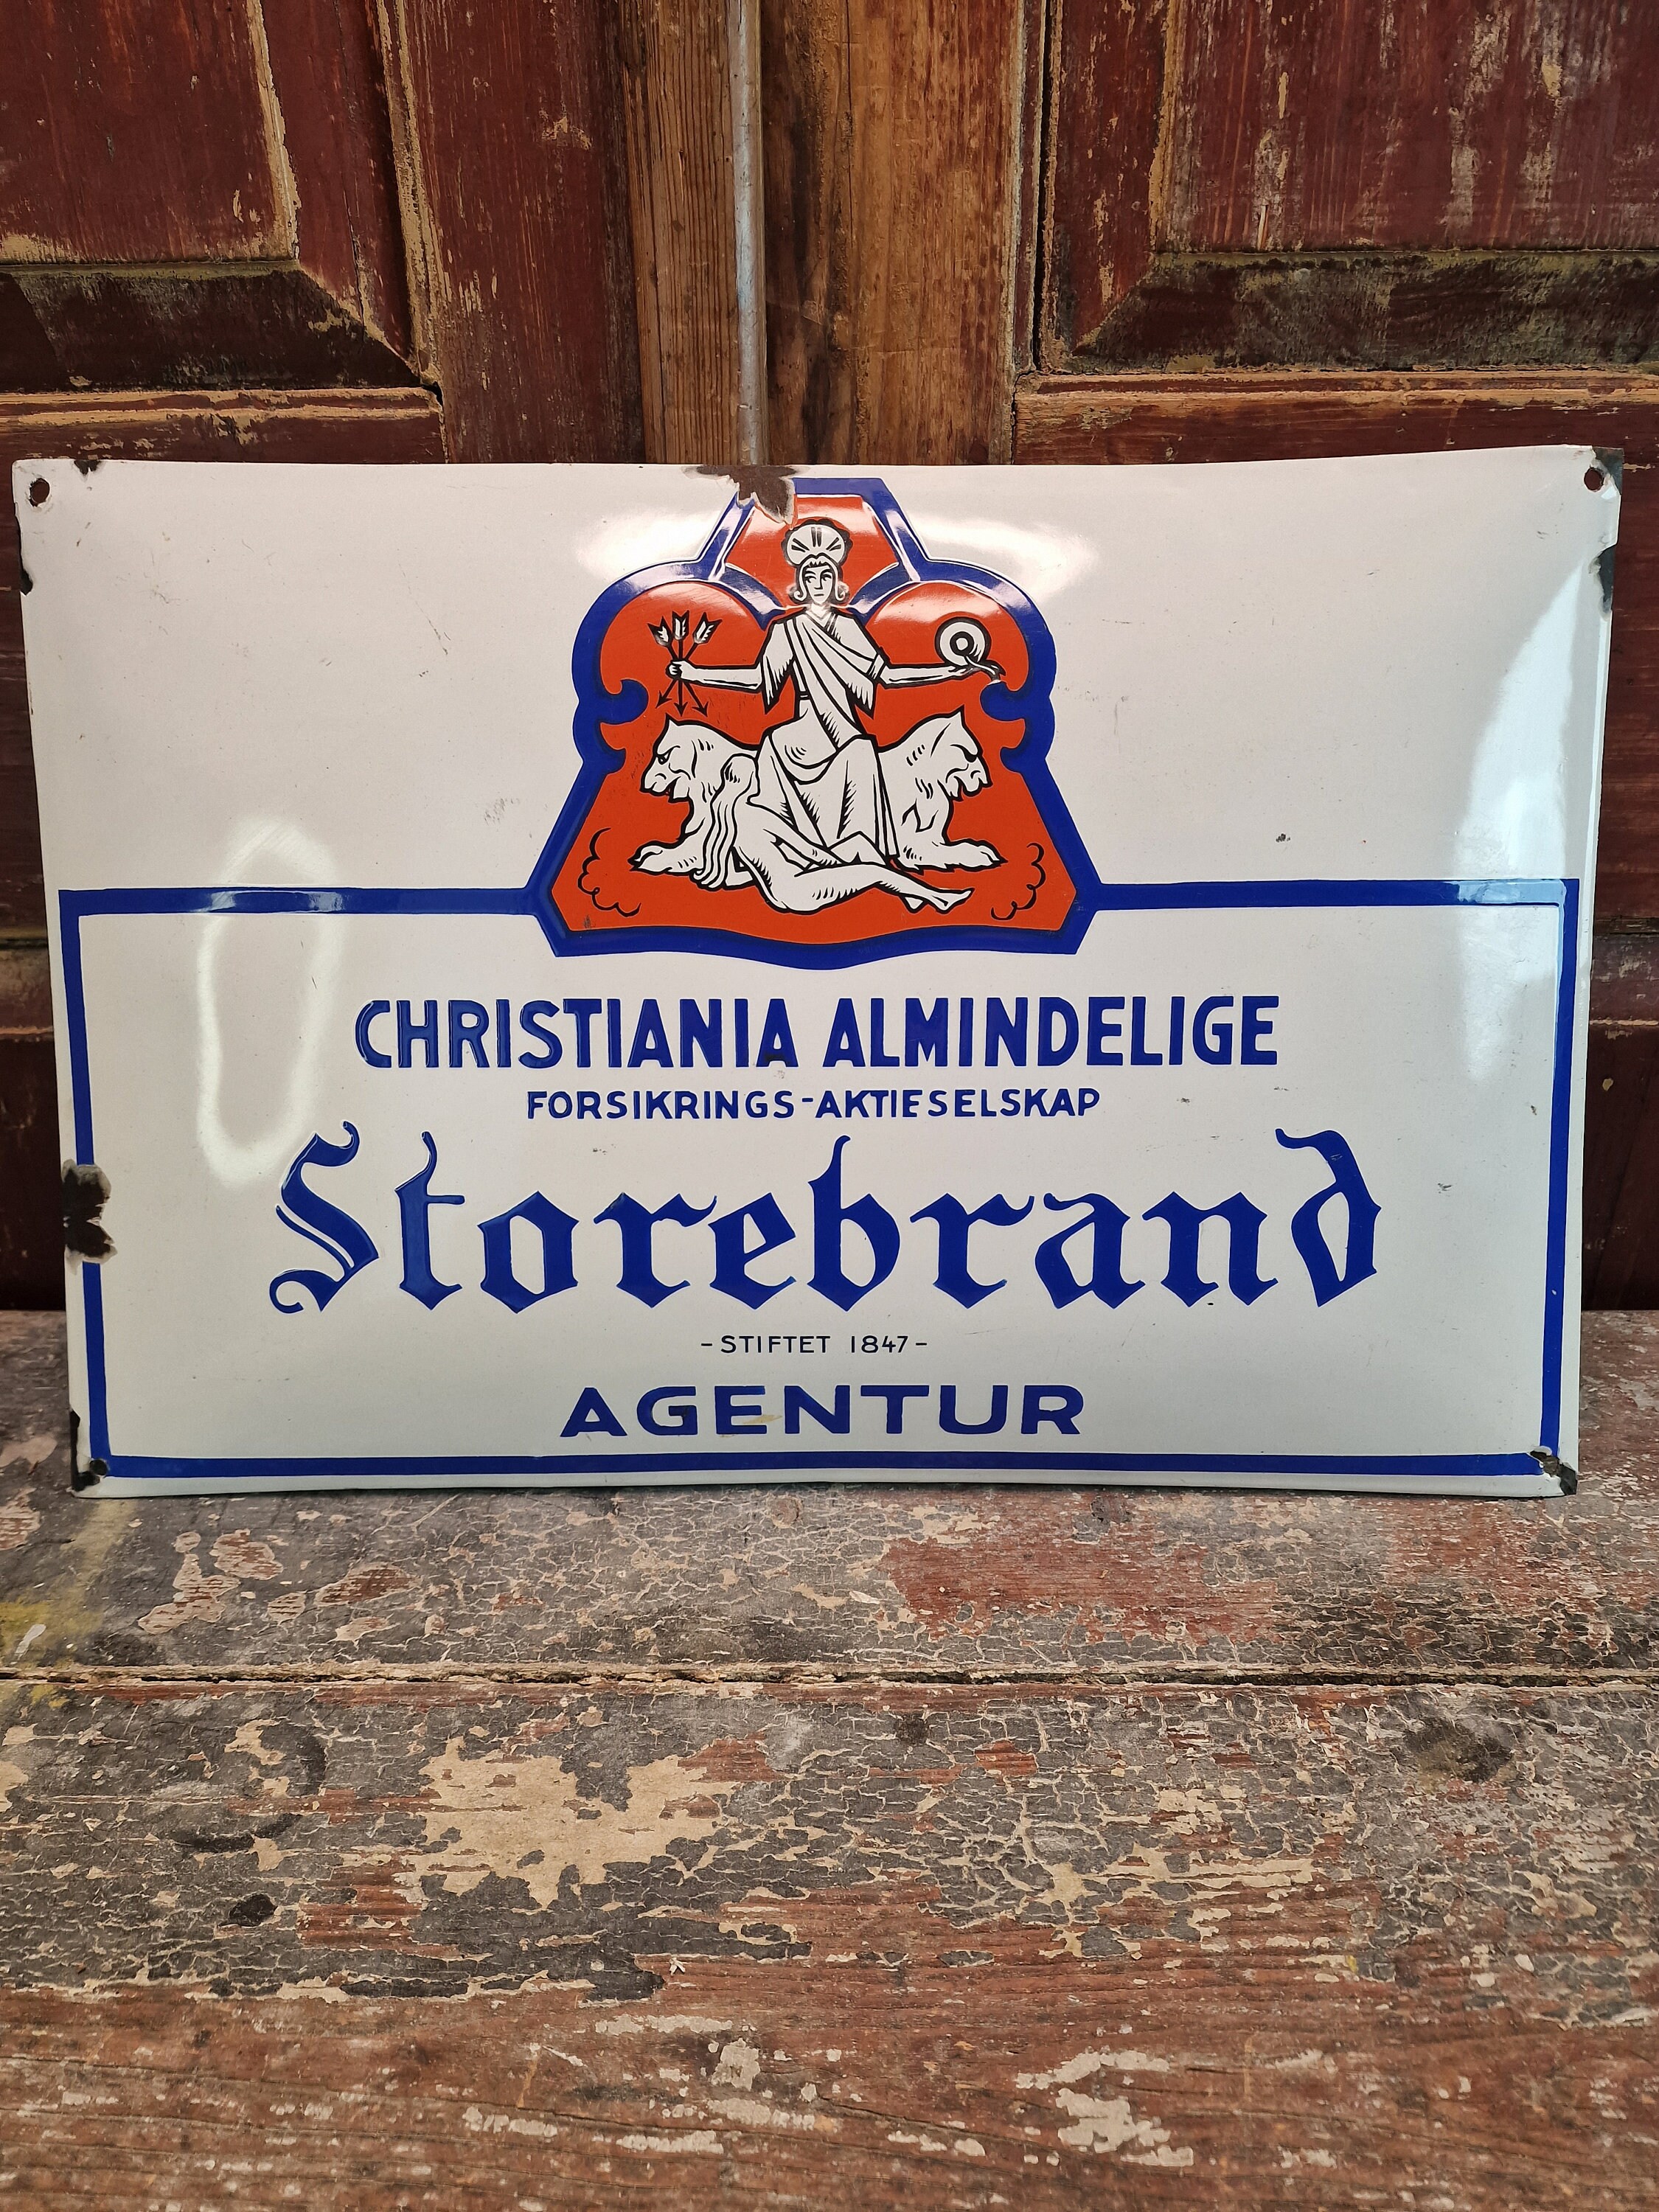 CHRISTIANIA ALMINDELIGE
FORSIKRINGS-AKTIESELSKAP
Storebrand
-STIFTET 1847-
AGENTUR